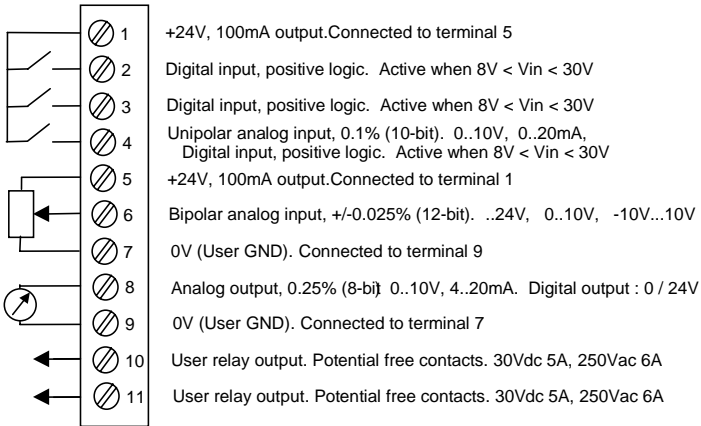 1 +24V, 100mA output.Connected to terminal 5
2 Digital input, positive logic. Active when 8V < Vin < 30V
3 Digital input, positive logic. Active when 8V < Vin < 30V
4 Unipolar analog input, 0.1% (10-bit). 0..10V, 0..20mA,
Digital input, positive logic. Active when 8V < Vin < 30V
5 +24V, 100mA output.Connected to terminal 1
6 Bipolar analog input, +/-0.025% (12-bit). ..24V, 0..10V, -10V...10V
7 0V (User GND). Connected to terminal 9
8 Analog output, 0.25% (8-bit) 0..10V, 4..20mA. Digital output : 0 / 24V
9 0V (User GND). Connected to terminal 7
10 User relay output. Potential free contacts. 30Vdc 5A, 250Vac 6A
11 User relay output. Potential free contacts. 30Vdc 5A, 250Vac 6A